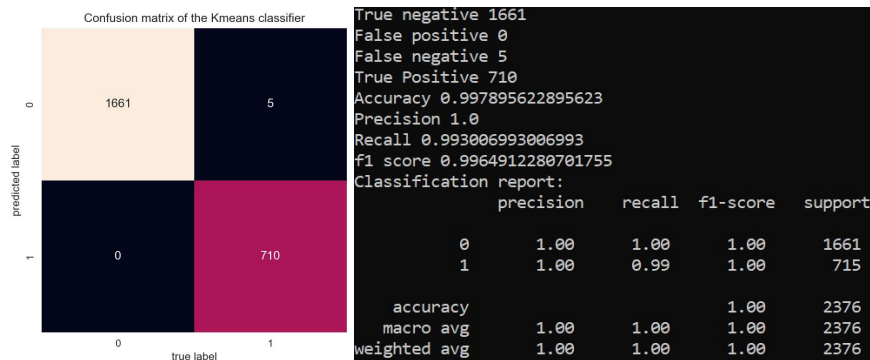 Confusion matrix of the Kmeans classifier
predicted label
0
1661
5
1
0
710
0
1
true label
True negative 1661
False positive 0
False negative 5
True Positive 710
Accuracy 0.997895622895623
Precision 1.0
Recall 0.993006993006993
f1 score 0.9964912280701755
Classification report:
precision recall f1-score support
0 1.00 1.00 1.00 1661
1 1.00 0.99 1.00 715
accuracy 1.00 2376
macro avg 1.00 1.00 1.00 2376
weighted avg 1.00 1.00 1.00 2376